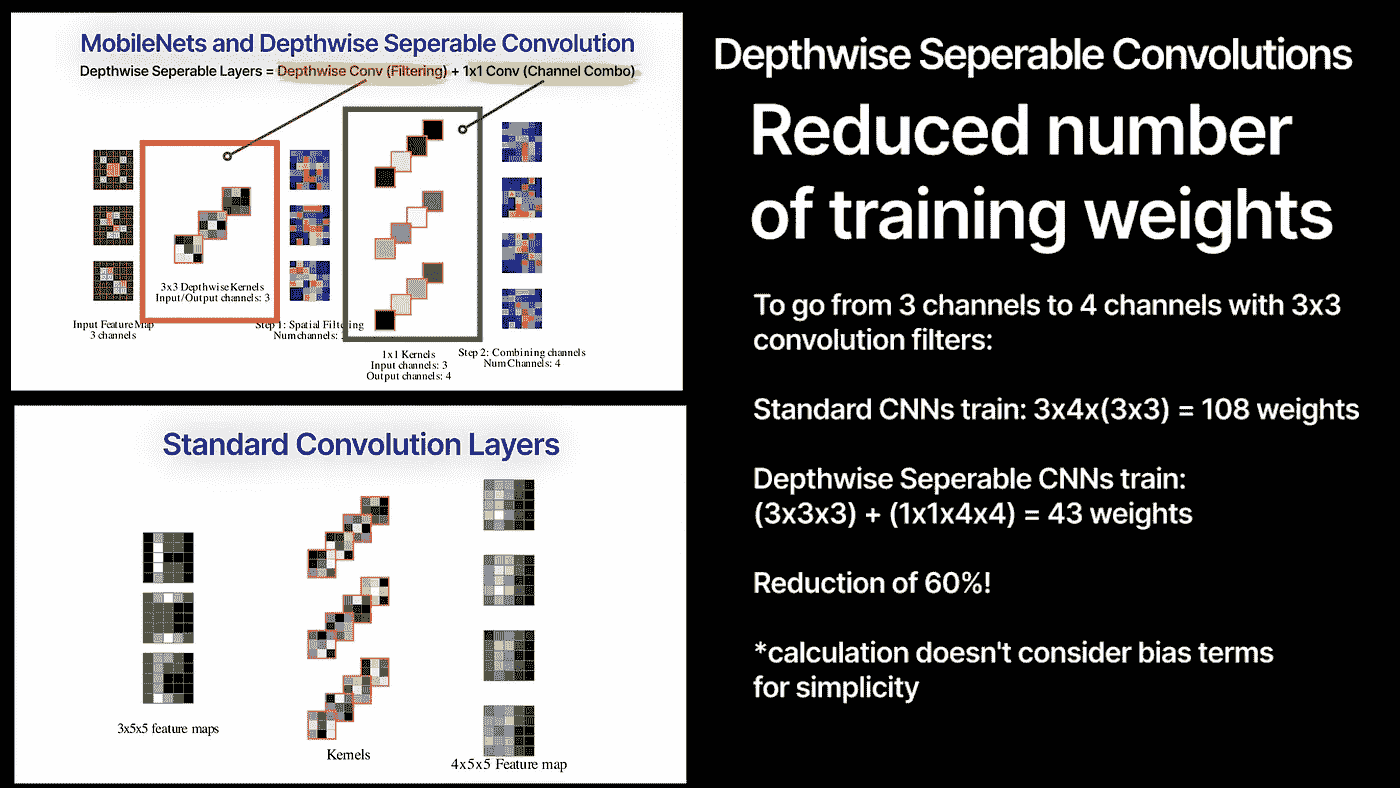 MobileNets and Depthwise Seperable Convolution
Depthwise Seperable Layers = Depthwise Conv (Filtering) + 1x1 Conv (Channel Combo)
3x3 Depthwise Kernels
Input/Output channels: 3
Input Feature Map
3 channels
Step 1: Spatial Filtering
Num channels:
1x1 Kernels
Input channels: 3
Output channels: 4
Step 2: Combining channels
Num Channels: 4
Standard Convolution Layers
3x5x5 feature maps
Kernels
4x5x5 Feature map
Depthwise Seperable Convolutions
Reduced number
of training weights
To go from 3 channels to 4 channels with 3x3
convolution filters:
Standard CNNs train: 3x4x(3x3) = 108 weights
Depthwise Seperable CNNs train:
(3x3x3) + (1x1x4x4) = 43 weights
Reduction of 60%!
*calculation doesn't consider bias terms
for simplicity